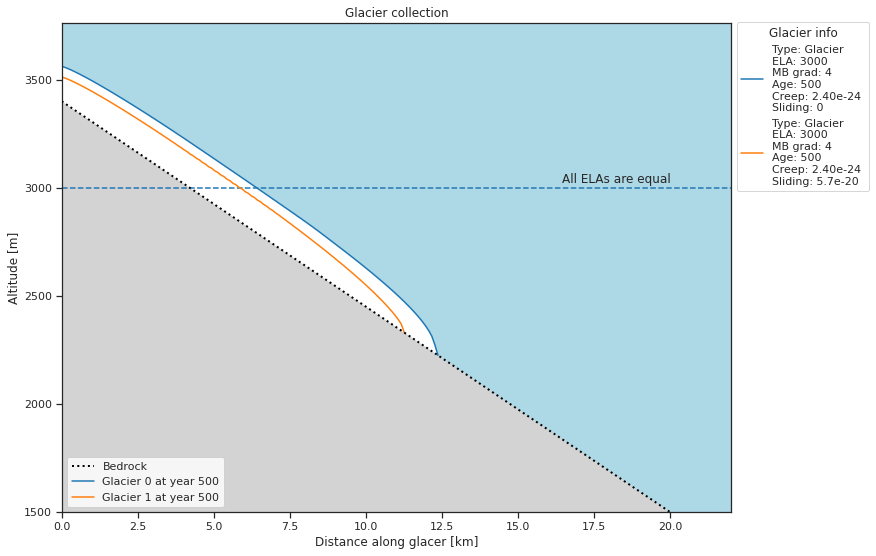 Glacier collection
Altitude [m]
3500
3000
2500
2000
1500
All ELAs are equal
Bedrock
Glacier 0 at year 500
Glacier 1 at year 500
0.0 2.5 5.0 7.5 10.0 12.5 15.0 17.5 20.0
Distance along glacer [km]
Glacier info
Type: Glacier
ELA: 3000
MB grad: 4
Age: 500
Creep: 2.40e-24
Sliding: 0
Type: Glacier
ELA: 3000
MB grad: 4
Age: 500
Creep: 2.40e-24
Sliding: 5.7e-20